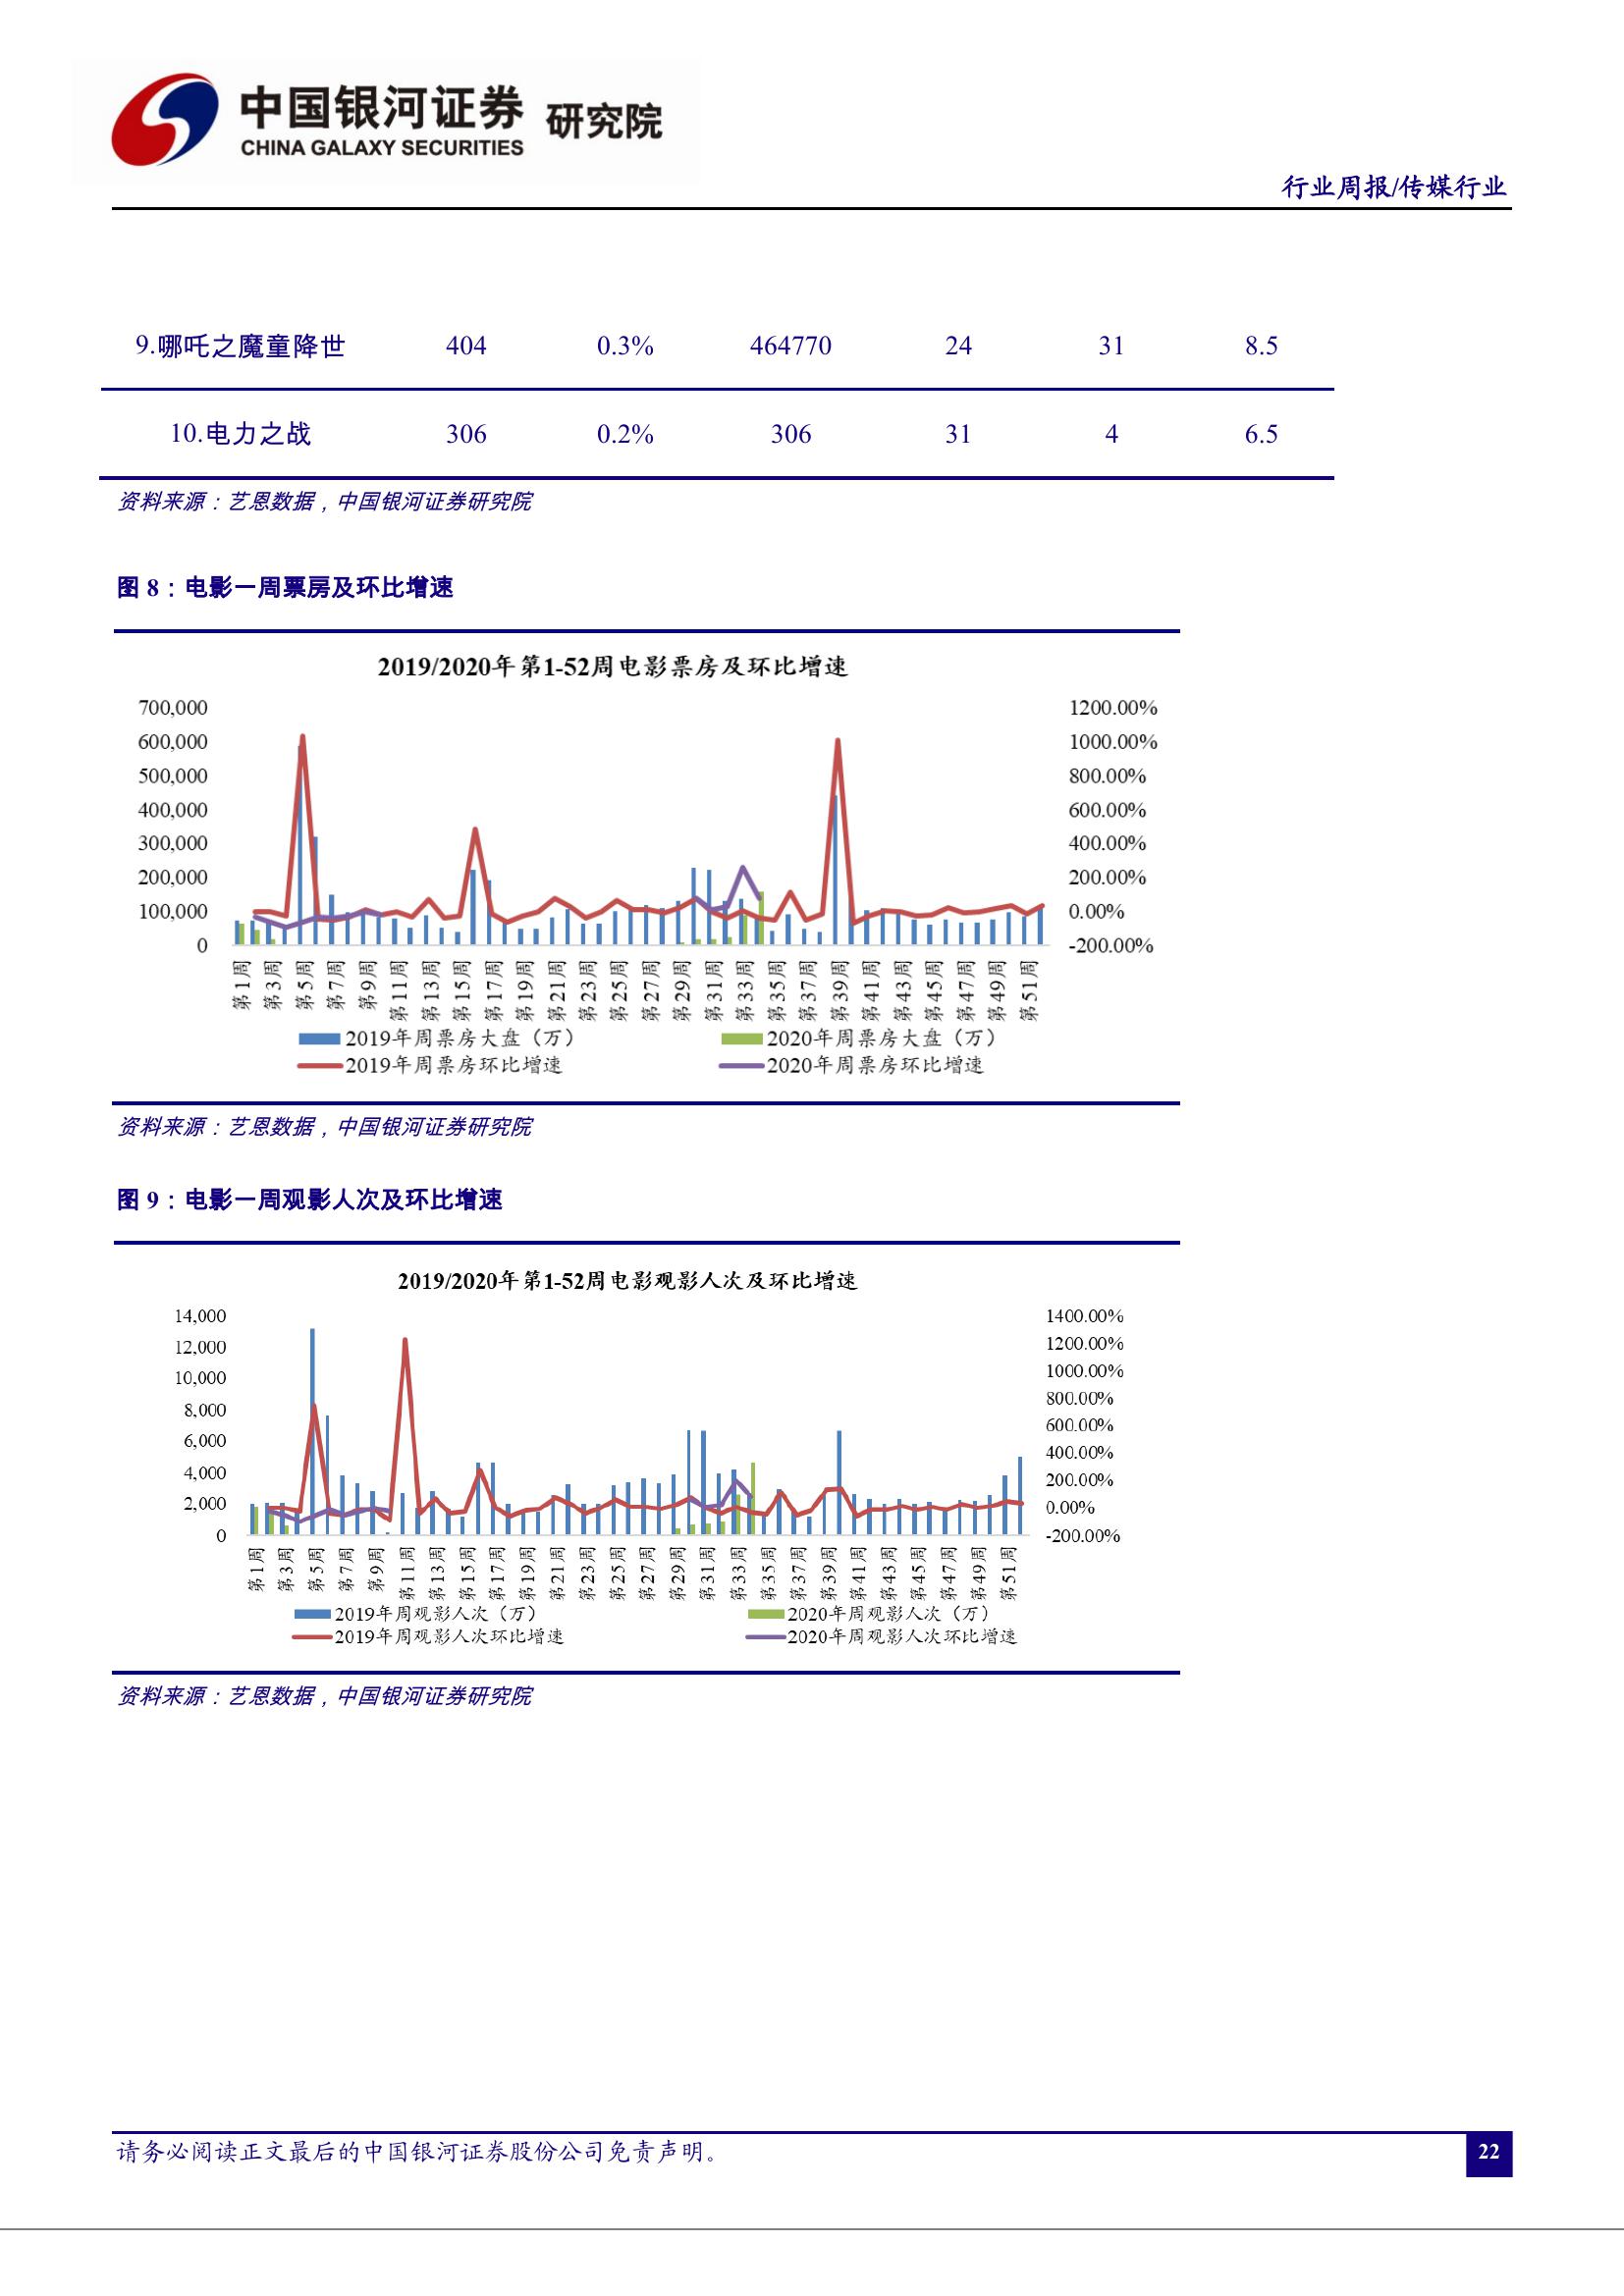 中国银河证券 研究院
CHINA GALAXY SECURITIES
行业周报/传媒行业
9.哪吒之魔童降世 404 0.3% 464770 24 31 8.5
10.电力之战 306 0.2% 306 31 4 6.5
资料来源：艺恩数据，中国银河证券研究院
图 8：电影一周票房及环比增速
2019/2020年第1-52周电影票房及环比增速
700,000 1200.00%
600,000 1000.00%
500,000 800.00%
400,000 600.00%
300,000 400.00%
200,000 200.00%
100,000 0.00%
0 -200.00%
第1周 第3周 第5周 第7周 第9周 第11周 第13周 第15周 第17周 第19周 第21周 第23周 第25周 第27周 第29周 第31周 第33周 第35周 第37周 第39周 第41周 第43周 第45周 第47周 第49周 第51周
2019年周票房大盘（万） 2020年周票房大盘（万）
2019年周票房环比增速 2020年周票房环比增速
资料来源：艺恩数据，中国银河证券研究院
图 9：电影一周观影人次及环比增速
2019/2020年第1-52周电影观影人次及环比增速
14,000 1400.00%
12,000 1200.00%
10,000 1000.00%
8,000 800.00%
6,000 600.00%
4,000 400.00%
2,000 200.00%
0 0.00%
-200.00%
第1周 第3周 第5周 第7周 第9周 第11周 第13周 第15周 第17周 第19周 第21周 第23周 第25周 第27周 第29周 第31周 第33周 第35周 第37周 第39周 第41周 第43周 第45周 第47周 第49周 第51周
2019年周观影人次（万） 2020年周观影人次（万）
2019年周观影人次环比增速 2020年周观影人次环比增速
资料来源：艺恩数据，中国银河证券研究院
请务必阅读正文最后的中国银河证券股份公司免责声明。 22